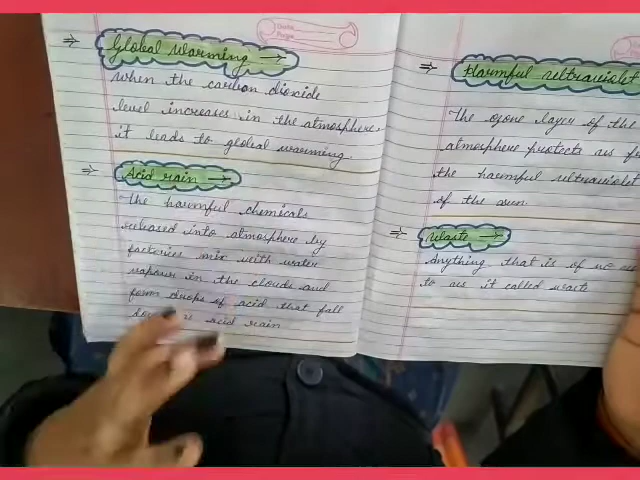 ⇒ Global Warming →
When the carbon dioxide
level increases in the atmosphere.
it leads to global warming.
⇒ Acid rain →
The harmful chemicals
released into atmosphere by
factories mix with water
vapours in the clouds and
form drops of acid that fall
acid rain
⇒ Harmful ultraviolet
The ozone layer of the
atmosphere protects us
the harmful ultraviolet
of the sun.
⇒ Waste →
Anything that is of no
to us it called waste